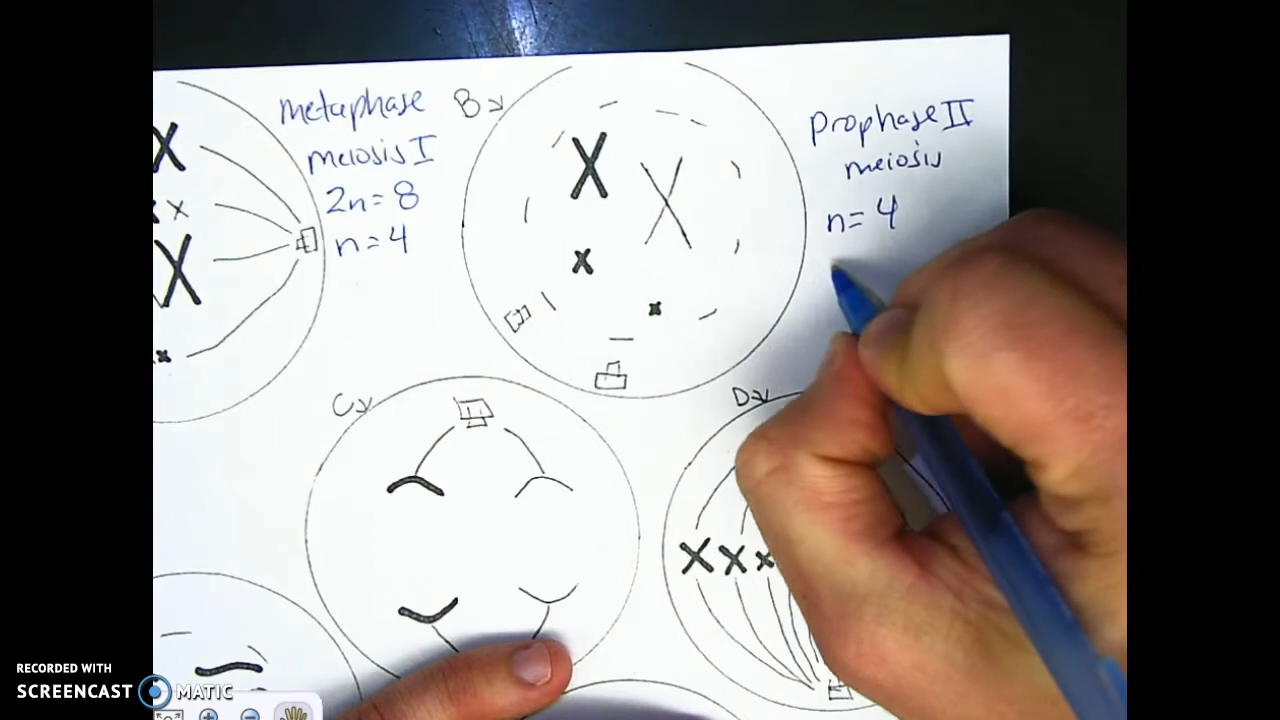 metaphase
meiosis I
2n=8
n=4
B
prophase II
meiosis
n=4
C
D
RECORDED WITH
SCREENCAST MATIC